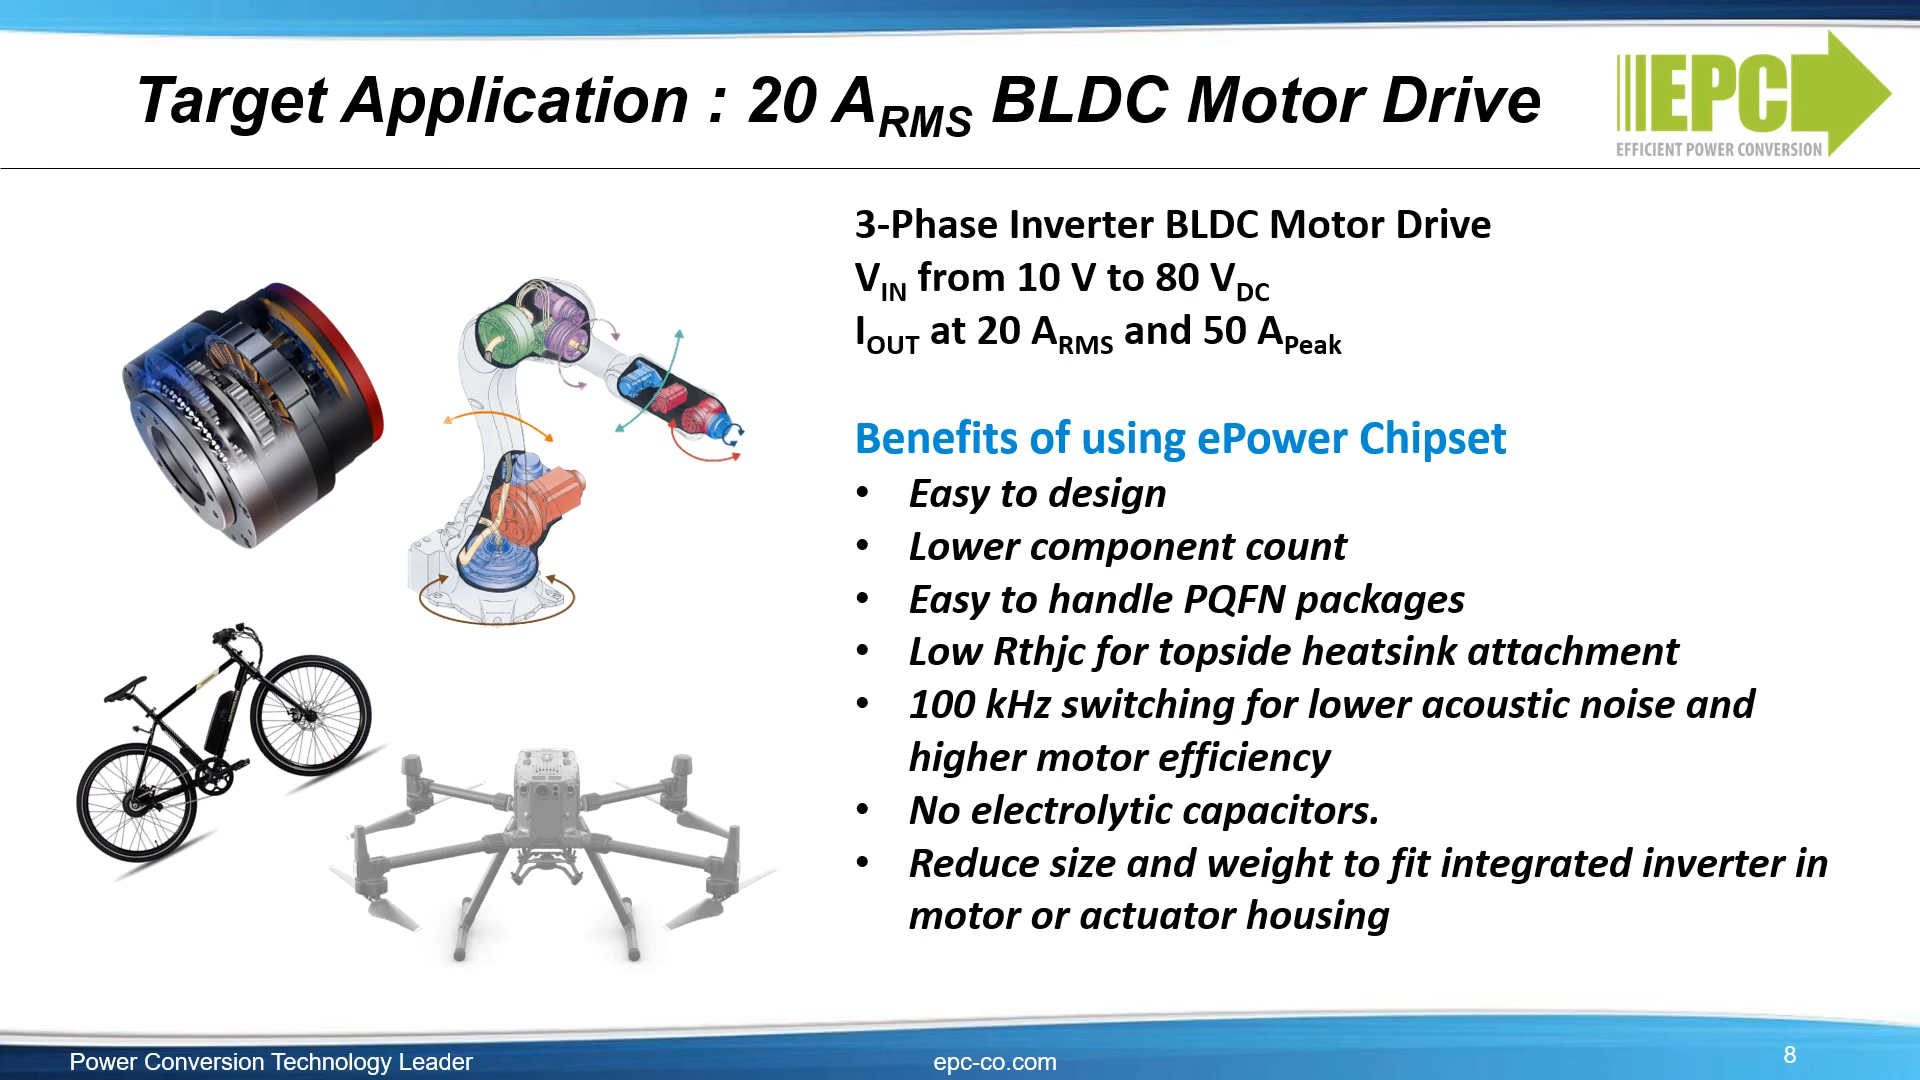 Target Application : 20 ARMS BLDC Motor Drive
EPC
EFFICIENT POWER CONVERSION
3-Phase Inverter BLDC Motor Drive
VIN from 10 V to 80 VDC
IOUT at 20 ARMS and 50 APeak
Benefits of using ePower Chipset
• Easy to design
• Lower component count
• Easy to handle PQFN packages
• Low Rthjc for topside heatsink attachment
• 100 kHz switching for lower acoustic noise and
higher motor efficiency
• No electrolytic capacitors.
• Reduce size and weight to fit integrated inverter in
motor or actuator housing
Power Conversion Technology Leader
epc-co.com
8